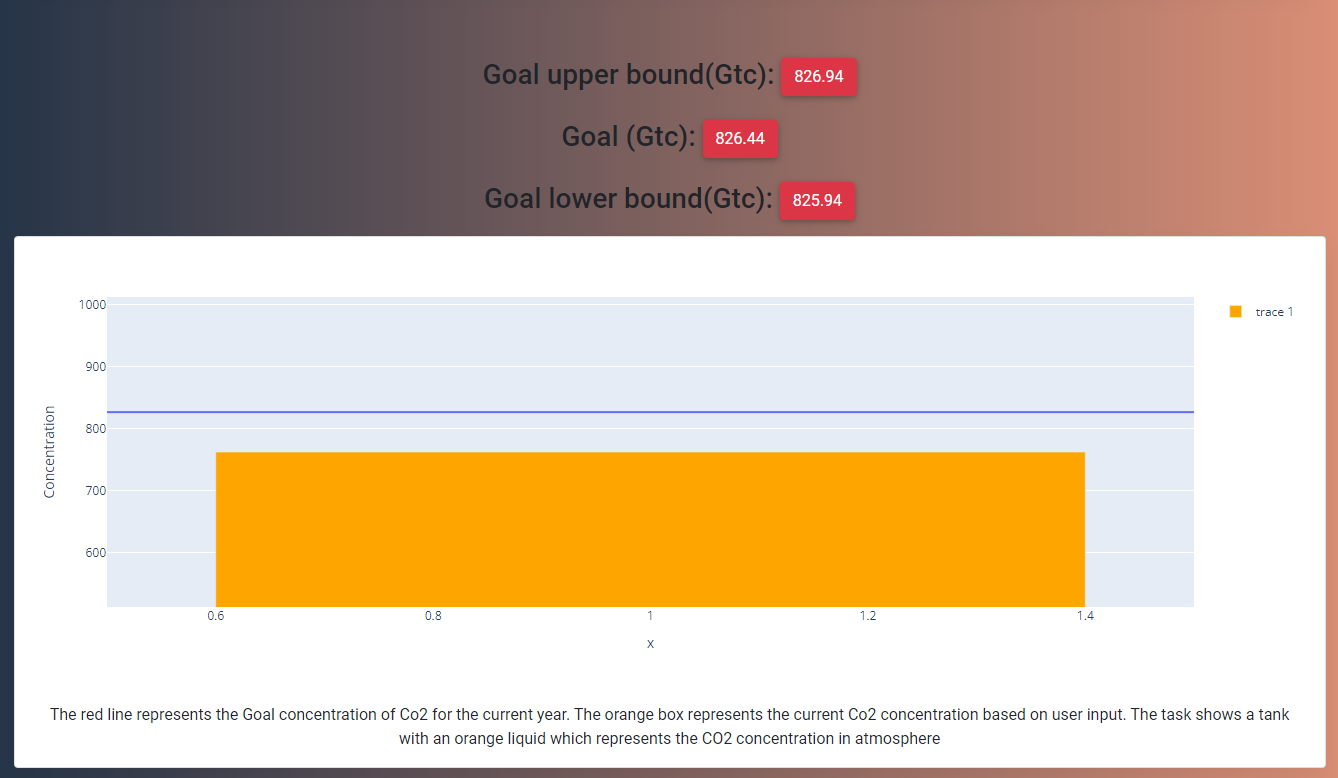 Goal upper bound(Gtc): 826.94
Goal (Gtc): 826.44
Goal lower bound(Gtc): 825.94
1000
900
800
700
600
Concentration
0.6 0.8 1 1.2 1.4
x
trace 1
The red line represents the Goal concentration of Co2 for the current year. The orange box represents the current Co2 concentration based on user input. The task shows a tank
with an orange liquid which represents the CO2 concentration in atmosphere